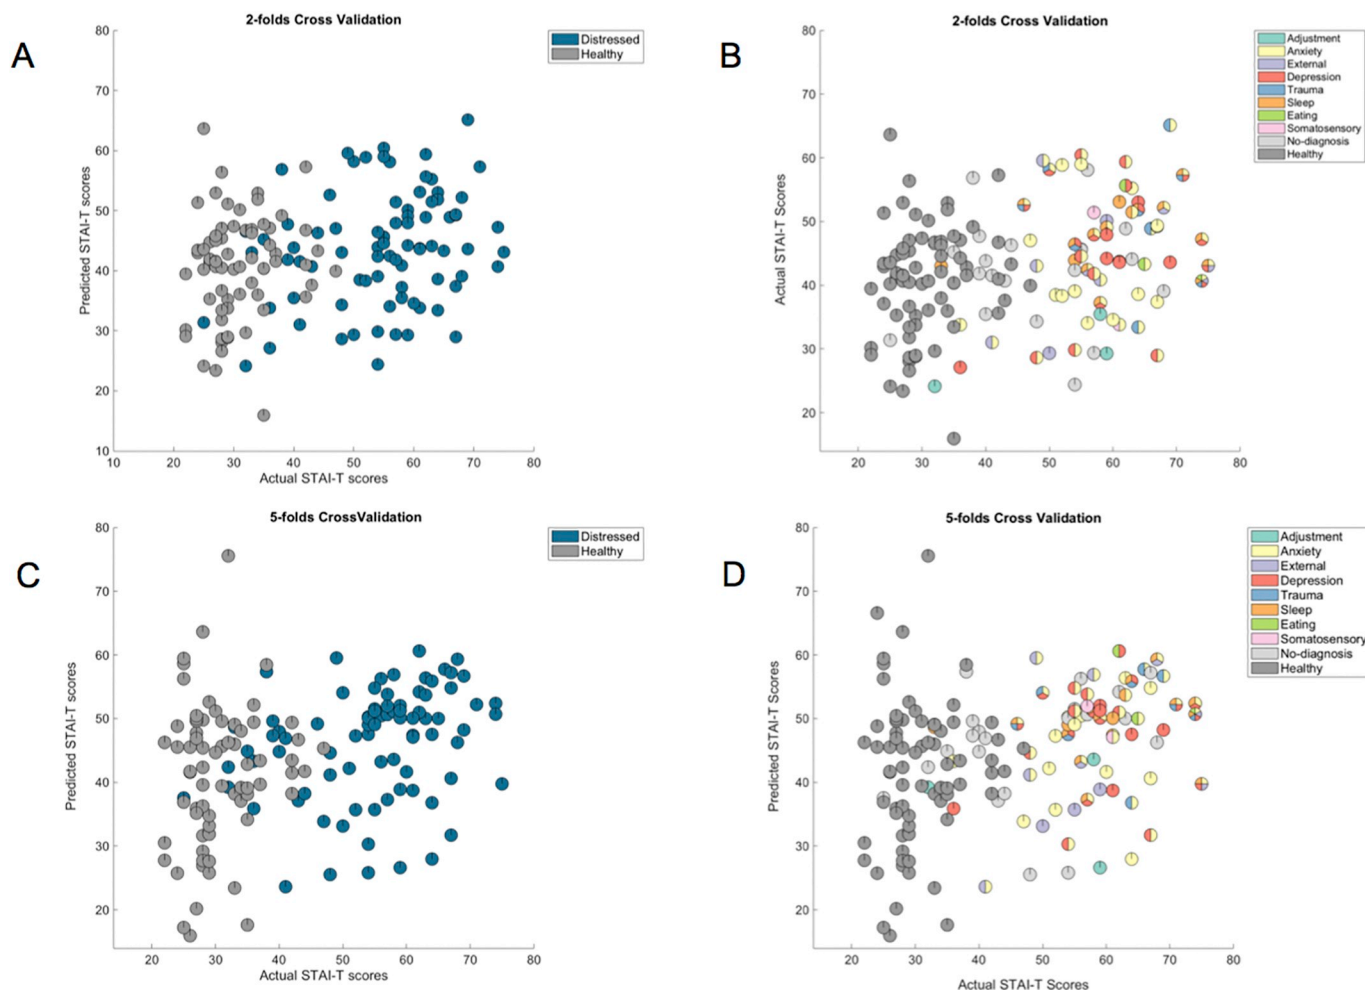 A
2-folds Cross Validation
Distressed
Healthy
80
70
60
50
40
30
20
10
Predicted STAI-T scores
10 20 30 40 50 60 70 80
Actual STAI-T scores
B
2-folds Cross Validation
Adjustment
Anxiety
External
Depression
Trauma
Sleep
Eating
Somatosensory
No-diagnosis
Healthy
80
70
60
50
40
30
20
Actual STAI-T Scores
20 30 40 50 60 70 80
Actual STAI-T scores
C
5-folds CrossValidation
Distressed
Healthy
80
70
60
50
40
30
20
Predicted STAI-T scores
20 30 40 50 60 70 80
Actual STAI-T scores
D
5-folds Cross Validation
Adjustment
Anxiety
External
Depression
Trauma
Sleep
Eating
Somatosensory
No-diagnosis
Healthy
80
70
60
50
40
30
20
Predicted STAI-T scores
20 30 40 50 60 70 80
Actual STAI-T Scores